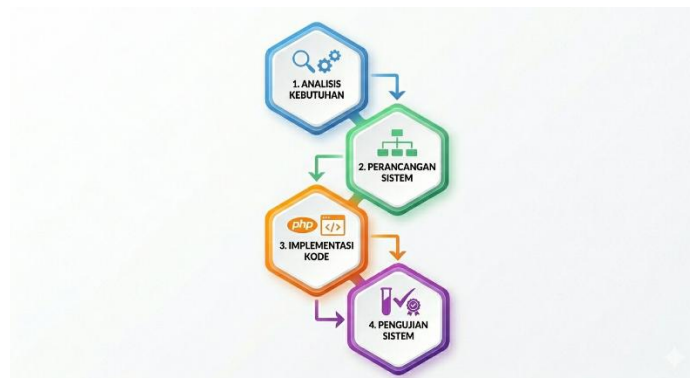 1. ANALISIS
KEBUTUHAN
2. PERANCANGAN
SISTEM
php </>
3. IMPLEMENTASI
KODE
4. PENGUJIAN
SISTEM